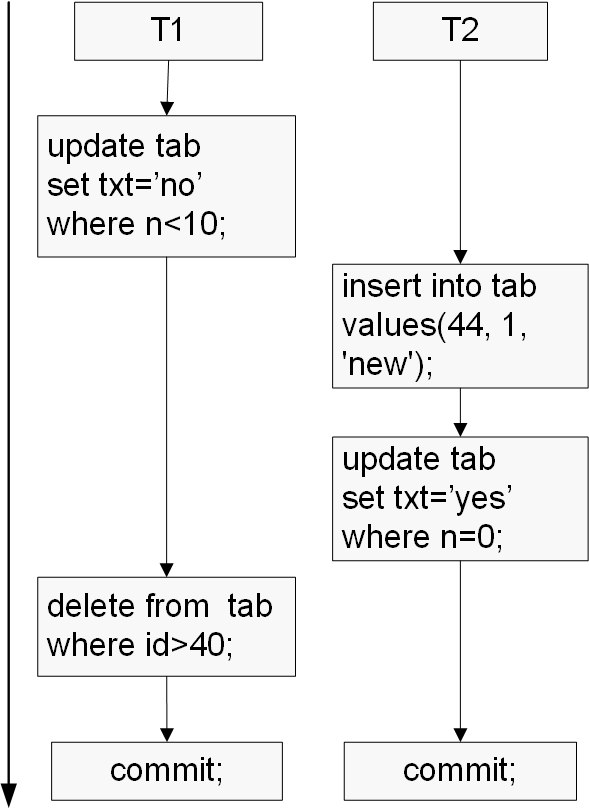 T1
T2
update tab
set txt=’no’
where n<10;
insert into tab
values(44, 1,
'new');
update tab
set txt=’yes’
where n=0;
delete from  tab
where id>40;
commit;
commit;